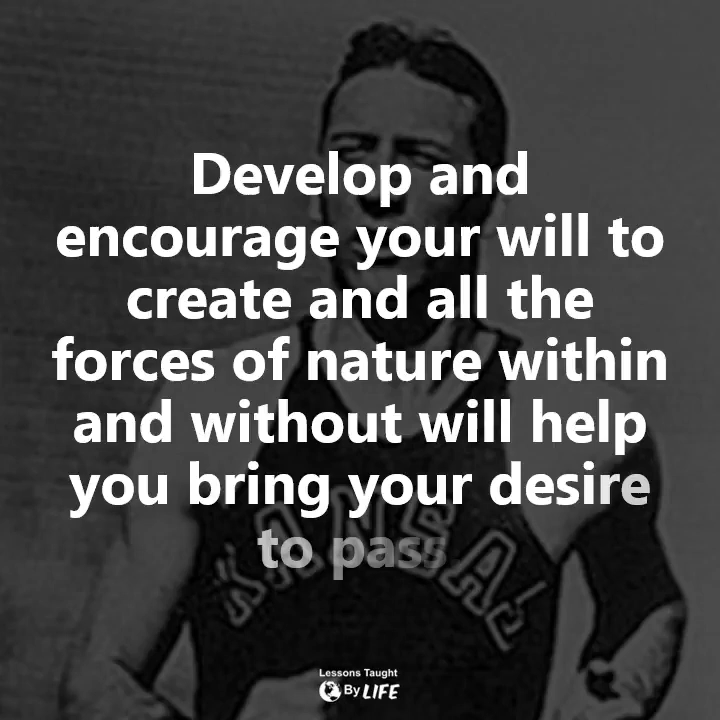 Develop and
encourage your will to
create and all the
forces of nature within
and without will help
you bring your desire
to pass
KANSAS
Lessons Taught
By LIFE